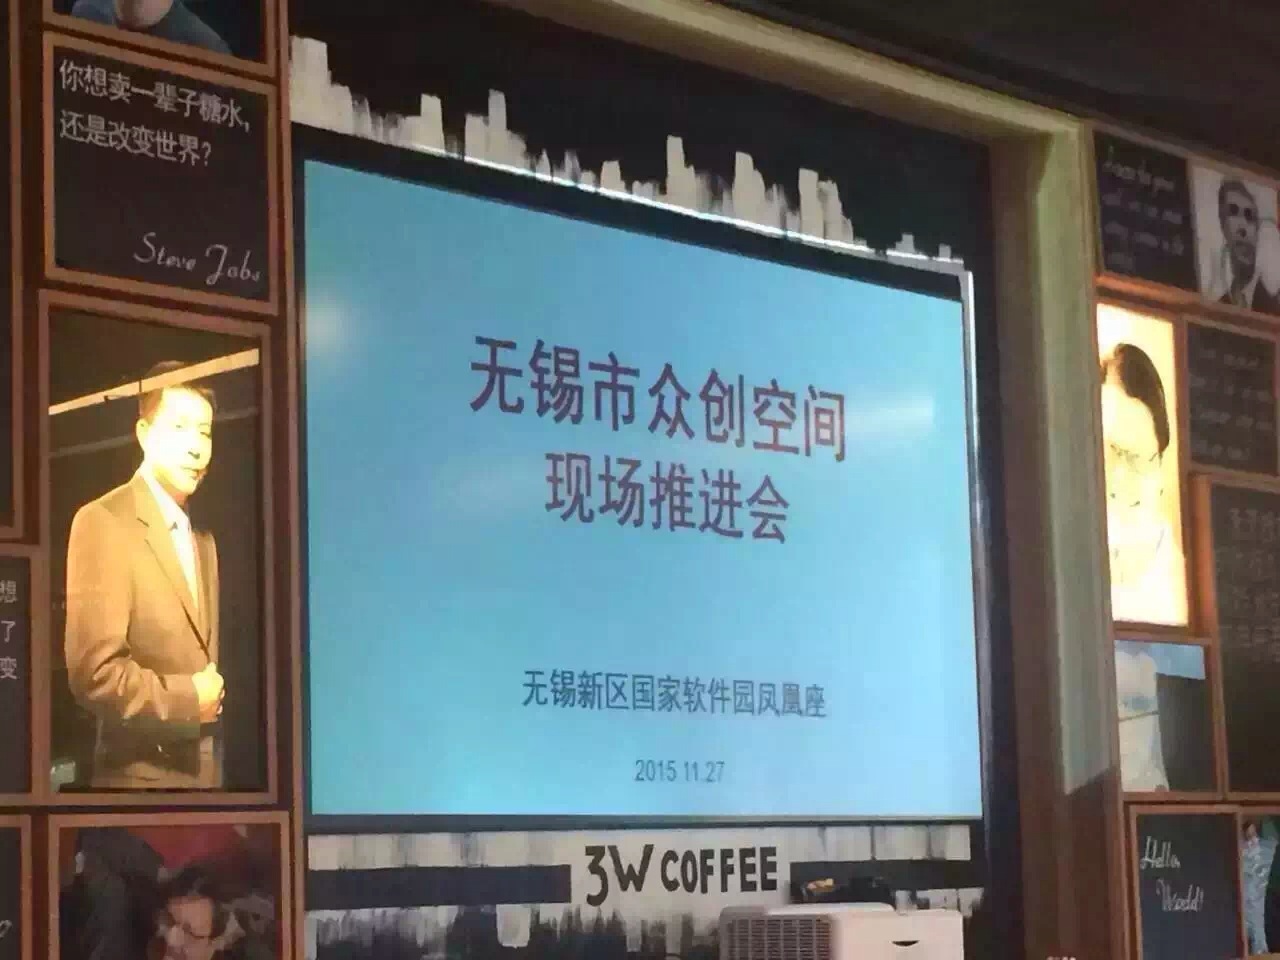 你想卖一辈子糖水，
还是改变世界？
Steve Jobs
无锡市众创空间
现场推进会
无锡新区国家软件园凤凰座
2015 11.27
3W COFFEE
想
了
变
Hello
World!